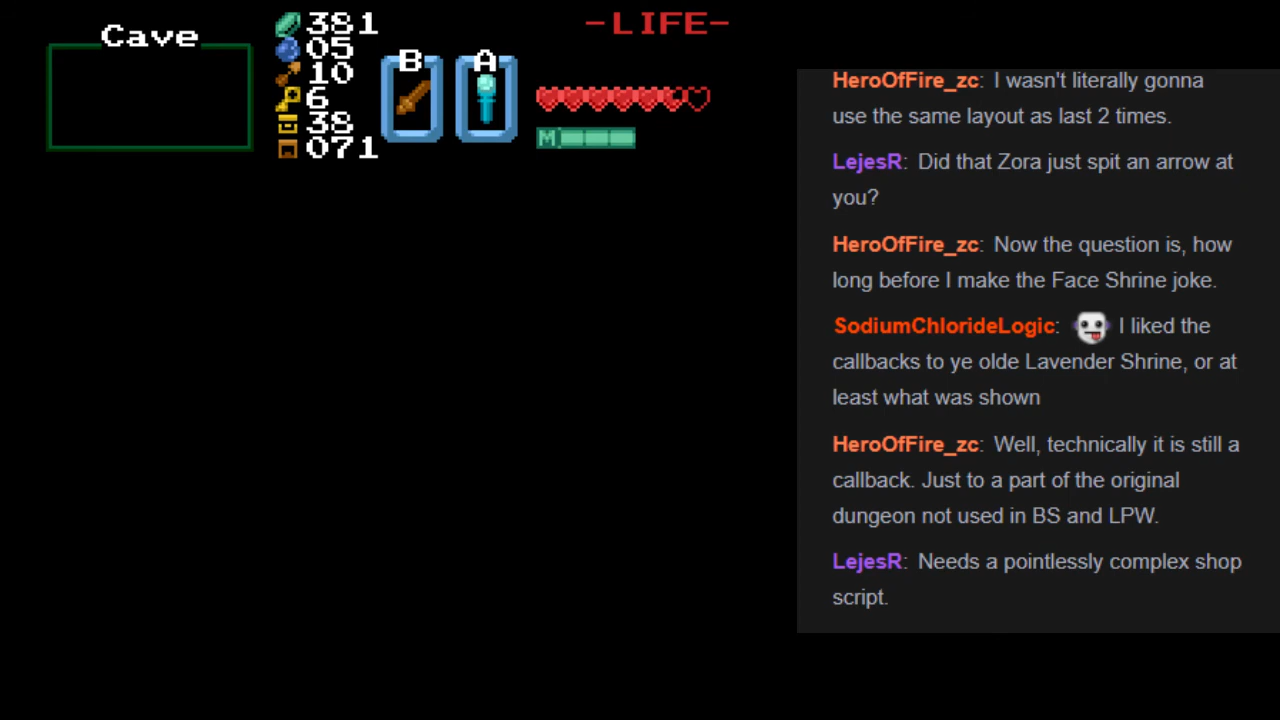 Cave
381
05
10
6
38
071
B
A
-LIFE-
M
HeroOfFire_zc: I wasn't literally gonna
use the same layout as last 2 times.
LejesR: Did that Zora just spit an arrow at
you?
HeroOfFire_zc: Now the question is, how
long before I make the Face Shrine joke.
SodiumChlorideLogic: I liked the
callbacks to ye olde Lavender Shrine, or at
least what was shown
HeroOfFire_zc: Well, technically it is still a
callback. Just to a part of the original
dungeon not used in BS and LPW.
LejesR: Needs a pointlessly complex shop
script.